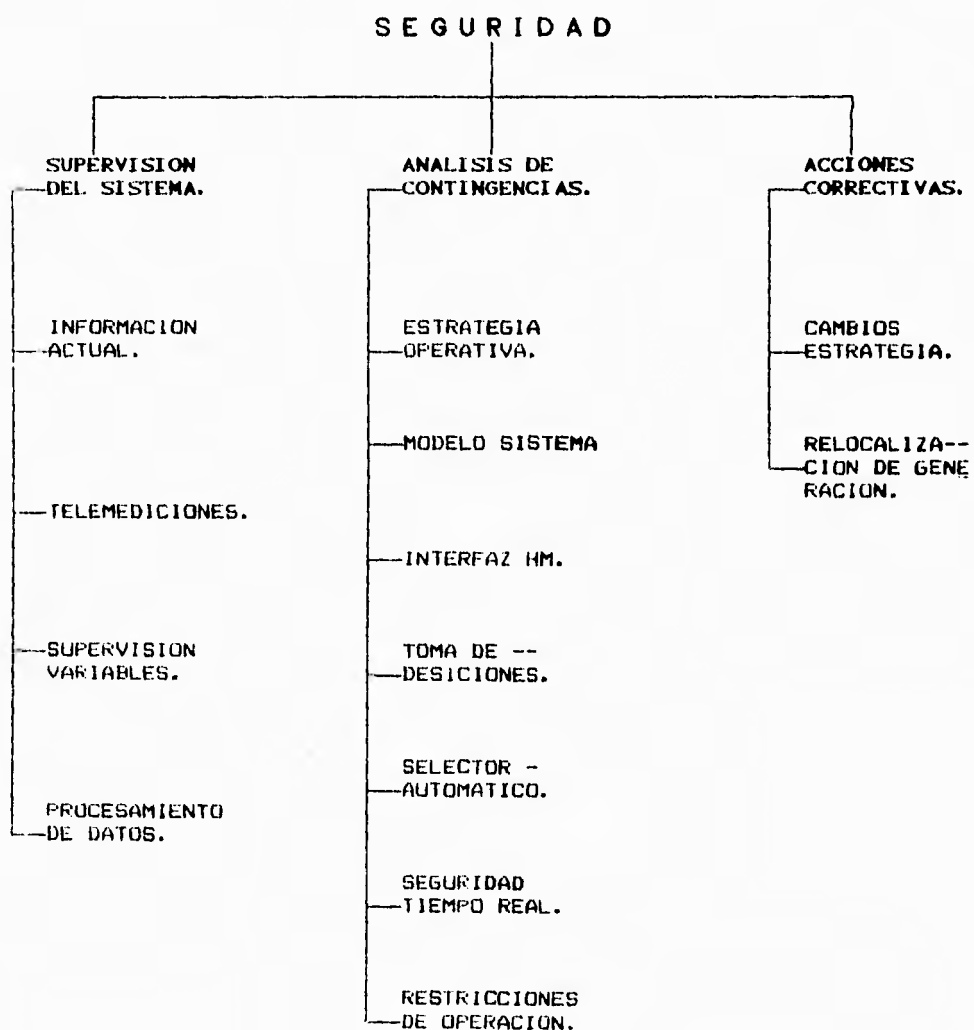 SEGURIDAD
SUPERVISION
DEL SISTEMA.
INFORMACION
ACTUAL.
TELEMEDICIONES.
SUPERVISION
VARIABLES.
PROCESAMIENTO
DE DATOS.
ANALISIS DE
CONTINGENCIAS.
ESTRATEGIA
OPERATIVA.
MODELO SISTEMA
INTERFAZ HM.
TOMA DE --
DESICIONES.
SELECTOR -
AUTOMATICO.
SEGURIDAD
TIEMPO REAL.
RESTRICCIONES
DE OPERACION.
ACCIONES
CORRECTIVAS.
CAMBIOS
ESTRATEGIA.
RELOCALIZA--
CION DE GENE
RACION.